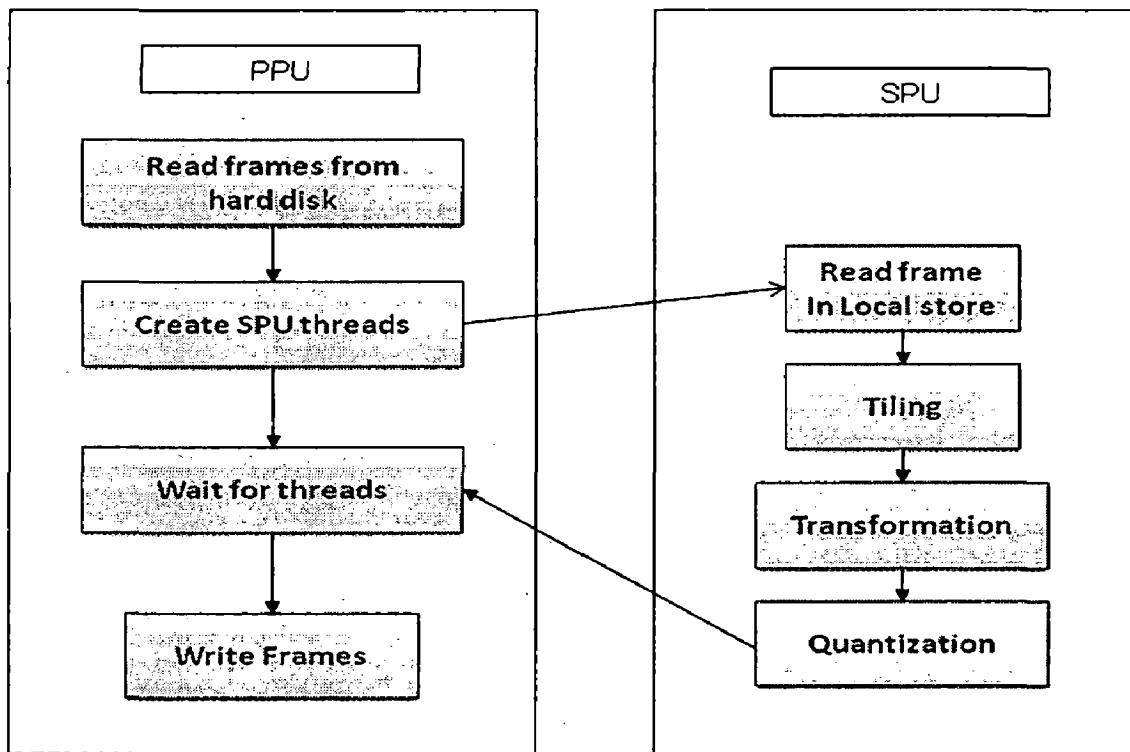 PPU
Read frames from
hard disk
Create SPU threads
Wait for threads
Write Frames
SPU
Read frame
In Local store
Tiling
Transformation
Quantization